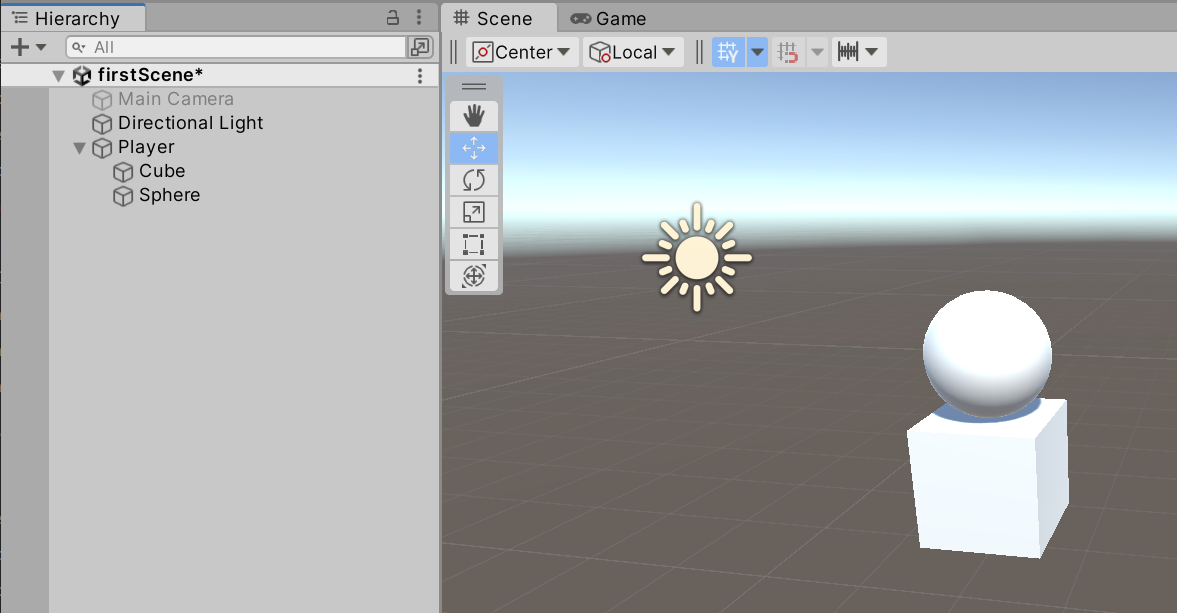 Hierarchy
All
firstScene*
Main Camera
Directional Light
Player
Cube
Sphere
Scene
Game
Center
Local